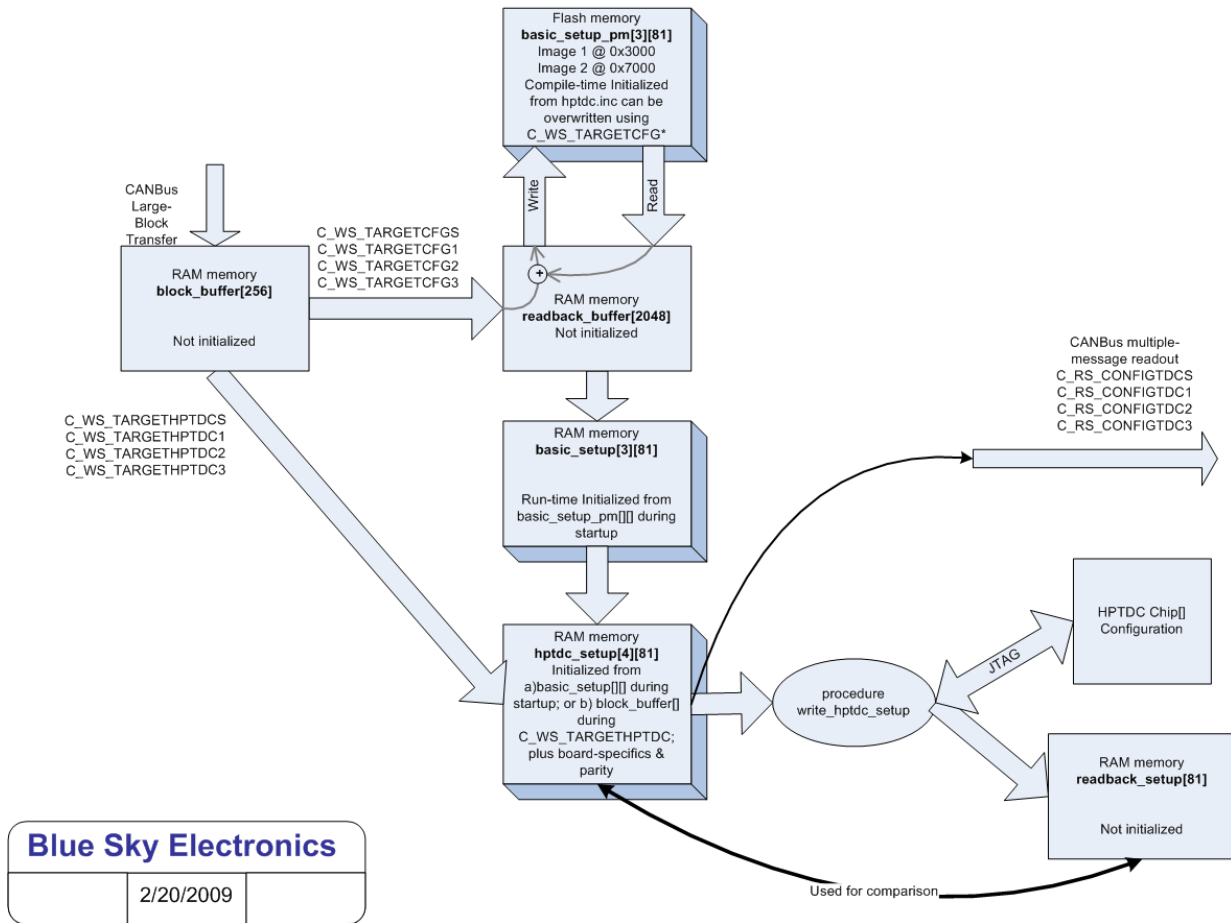 Flash memory
basic_setup_pm[3][81]
Image 1 @ 0x3000
Image 2 @ 0x7000
Compile-time Initialized
from hptdc.inc can be
overwritten using
C_WS_TARGETCFG*
Write
Read
CANBus
Large-
Block
Transfer
C_WS_TARGETCFGS
C_WS_TARGETCFG1
C_WS_TARGETCFG2
C_WS_TARGETCFG3
RAM memory
block_buffer[256]
Not initialized
+
RAM memory
readback_buffer[2048]
Not initialized
CANBus multiple-
message readout
C_RS_CONFIGTDCS
C_RS_CONFIGTDC1
C_RS_CONFIGTDC2
C_RS_CONFIGTDC3
C_WS_TARGETHPTDCS
C_WS_TARGETHPTDC1
C_WS_TARGETHPTDC2
C_WS_TARGETHPTDC3
RAM memory
basic_setup[3][81]
Run-time Initialized from
basic_setup_pm[][] during
startup
RAM memory
hptdc_setup[4][81]
Initialized from
a)basic_setup[][] during
startup; or b) block_buffer[]
during
C_WS_TARGETHPTDC;
plus board-specifics &
parity
procedure
write_hptdc_setup
JTAG
HPTDC Chip[]
Configuration
RAM memory
readback_setup[81]
Not initialized
Used for comparison
Blue Sky Electronics
2/20/2009